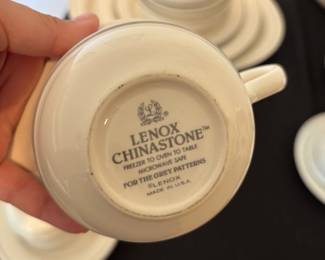 LENOX
CHINASTONE™
FREEZER TO OVEN TO TABLE
MICROWAVE SAFE
FOR THE GREY PATTERNS
©LENOX
MADE IN U.S.A.